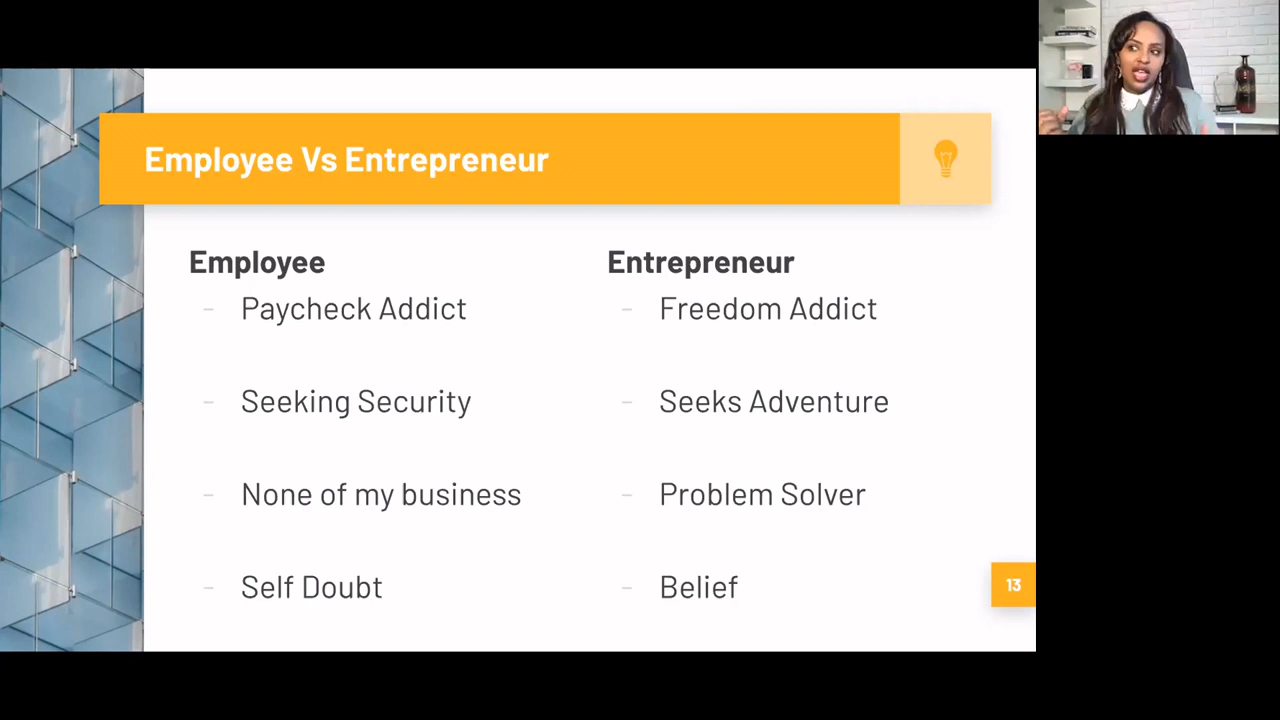 Employee Vs Entrepreneur
Employee
- Paycheck Addict
- Seeking Security
- None of my business
- Self Doubt
Entrepreneur
- Freedom Addict
- Seeks Adventure
- Problem Solver
- Belief
13